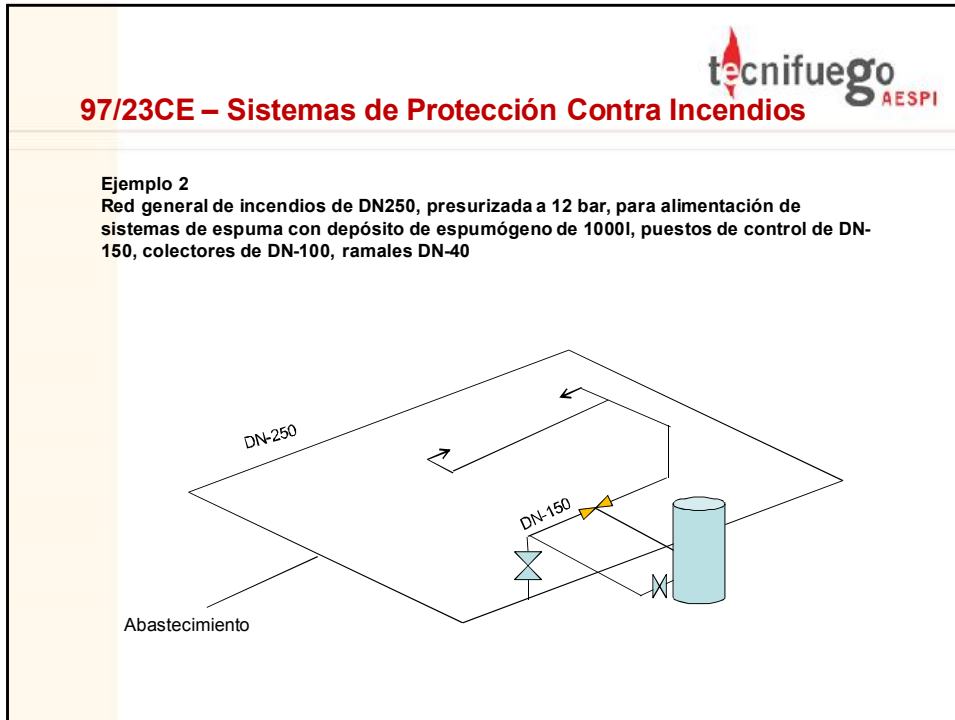 tecnifuego
AESPI
97/23CE – Sistemas de Protección Contra Incendios
Ejemplo 2
Red general de incendios de DN250, presurizada a 12 bar, para alimentación de
sistemas de espuma con depósito de espumógeno de 1000l, puestos de control de DN-
150, colectores de DN-100, ramales DN-40
DN-250
DN-150
Abastecimiento